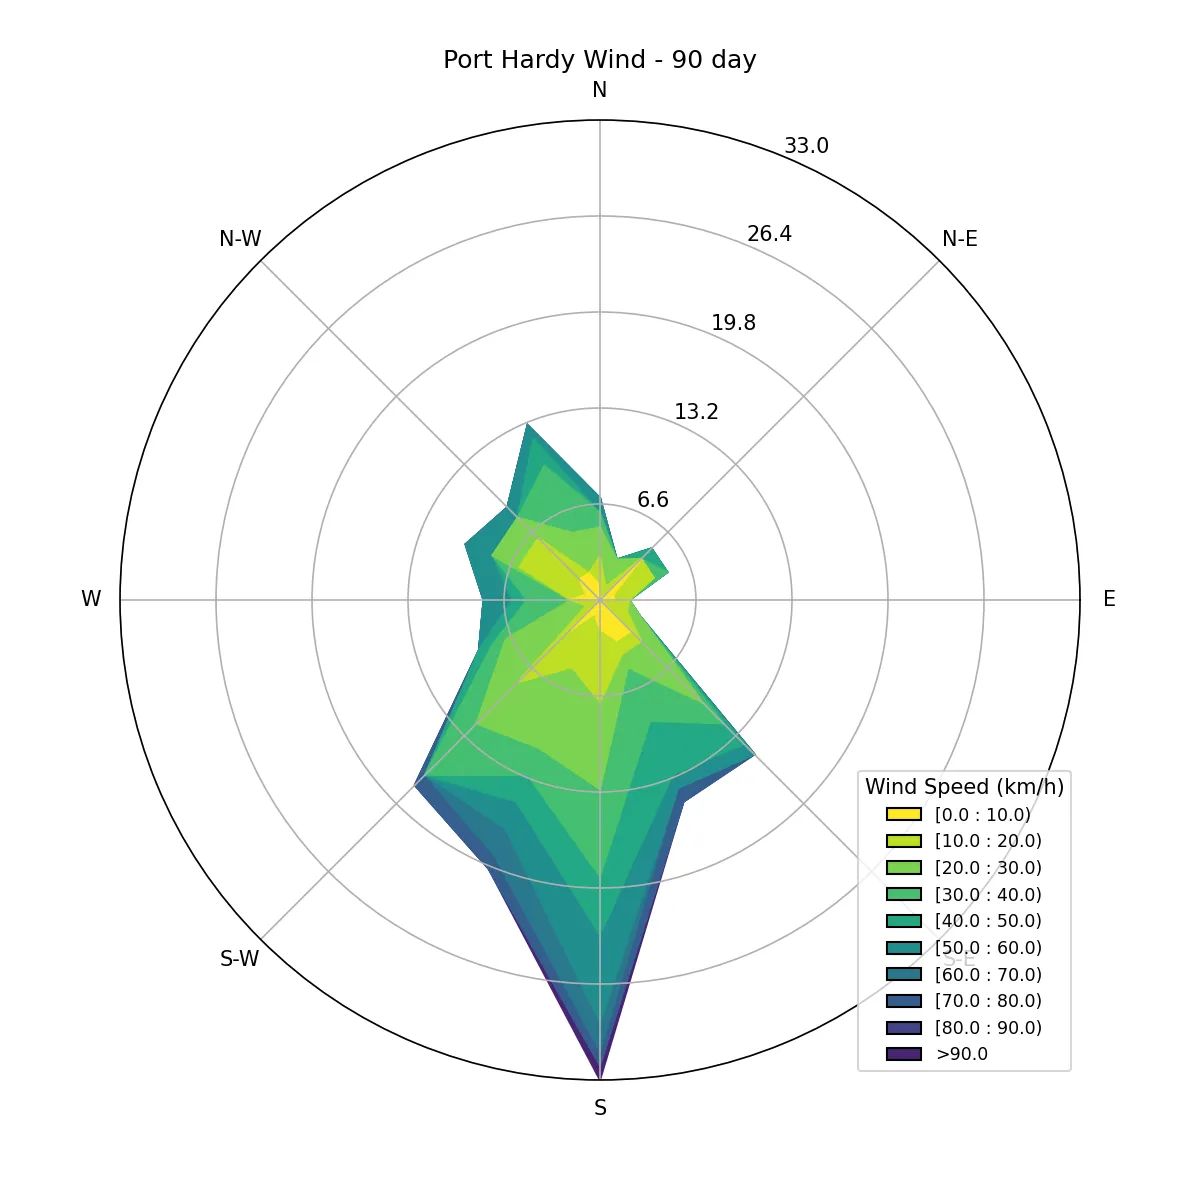 Port Hardy Wind - 90 day
N
33.0
N-W
26.4
N-E
19.8
13.2
6.6
W
E
S-W
S-E
S
Wind Speed (km/h)
[0.0 : 10.0)
[10.0 : 20.0)
[20.0 : 30.0)
[30.0 : 40.0)
[40.0 : 50.0)
[50.0 : 60.0)
[60.0 : 70.0)
[70.0 : 80.0)
[80.0 : 90.0)
>90.0